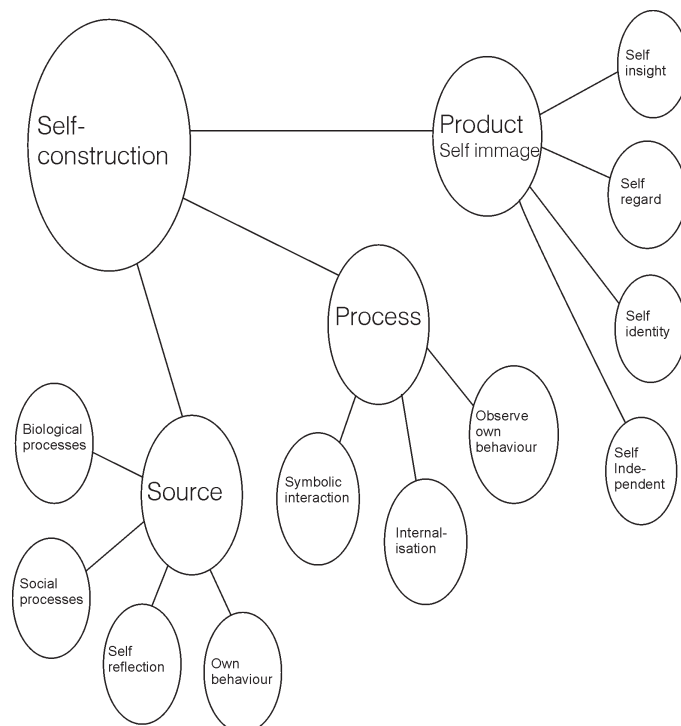 Self-
construction
Product
Self immage
Self
insight
Self
regard
Self
identity
Self
Inde-
pendent
Process
Observe
own
behaviour
Symbolic
interaction
Internal-
isation
Source
Biological
processes
Social
processes
Self
reflection
Own
behaviour